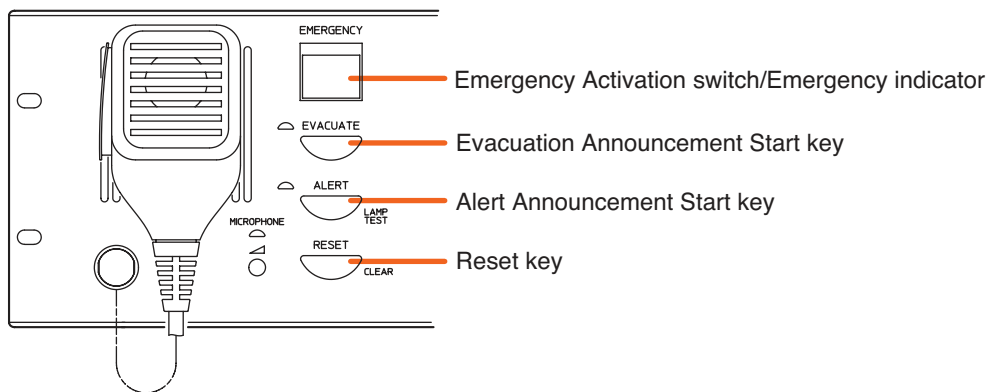 EMERGENCY
Emergency Activation switch/Emergency indicator
EVACUATE
Evacuation Announcement Start key
ALERT
Alert Announcement Start key
LAMP
TEST
MICROPHONE
RESET
Reset key
CLEAR